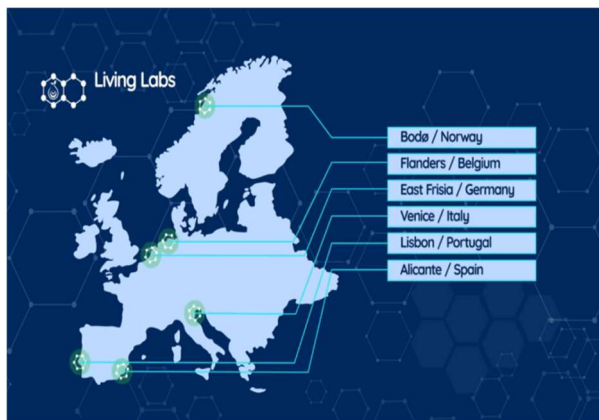 Living Labs
Bodø / Norway
Flanders / Belgium
East Frisia / Germany
Venice / Italy
Lisbon / Portugal
Alicante / Spain